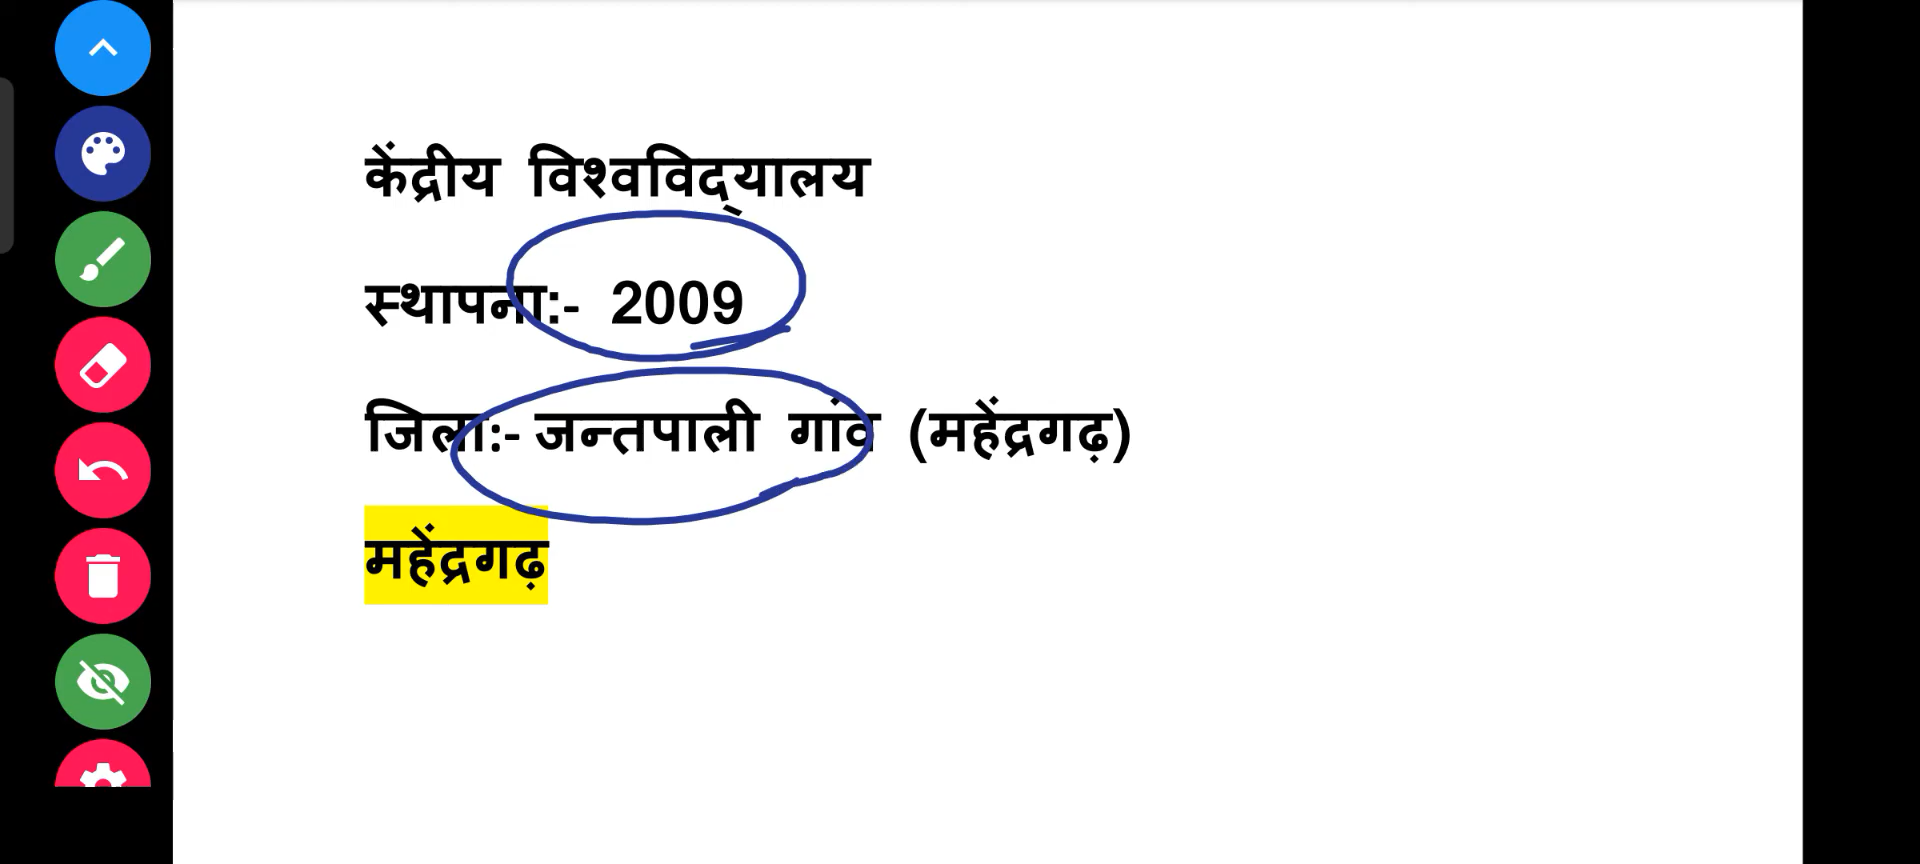 केंद्रीय विश्वविद्यालय
स्थापना:- 2009
जिला:- जन्तपाली गांव (महेंद्रगढ़)
महेंद्रगढ़